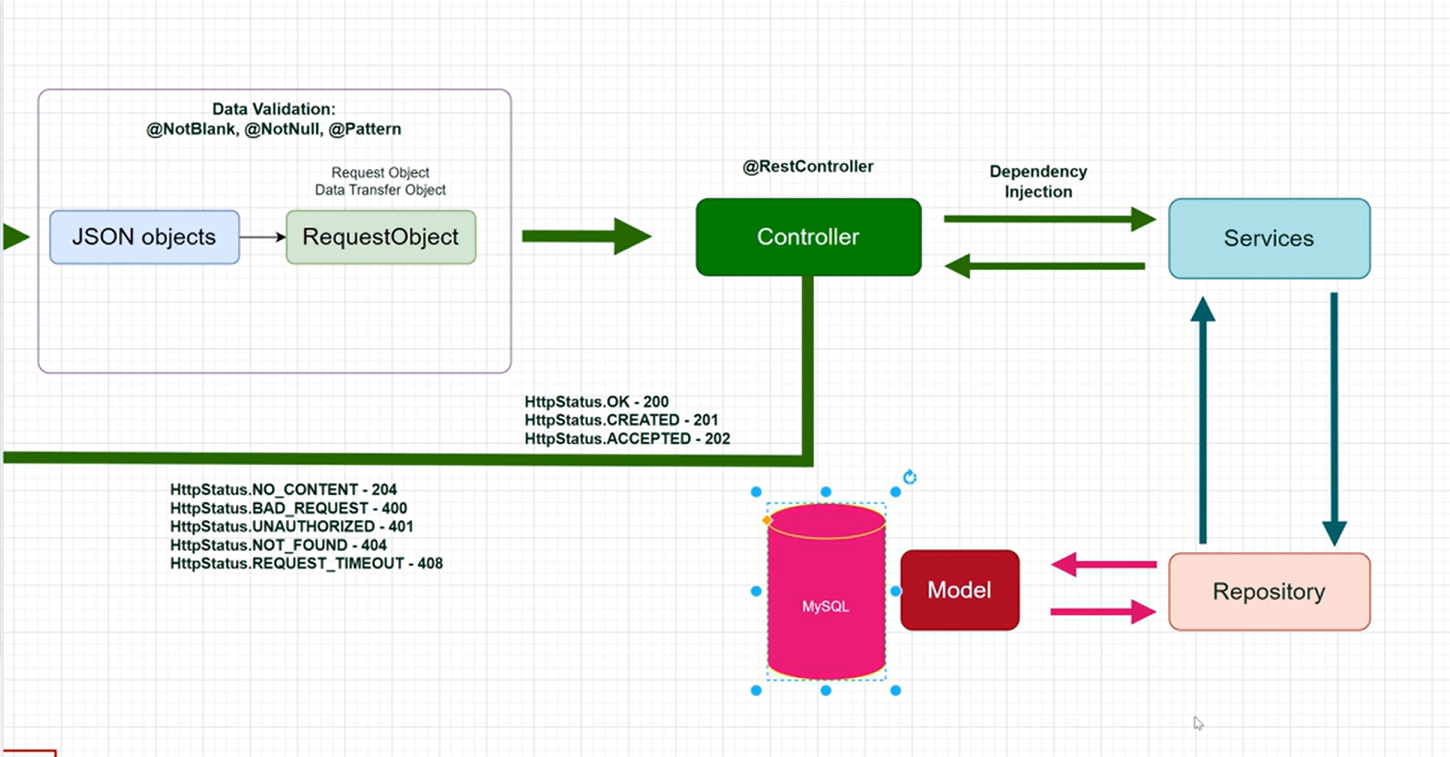 Data Validation:
@NotBlank, @NotNull, @Pattern
Request Object
Data Transfer Object
JSON objects
RequestObject
@RestController
Controller
Dependency
Injection
Services
HttpStatus.OK - 200
HttpStatus.CREATED - 201
HttpStatus.ACCEPTED - 202
HttpStatus.NO_CONTENT - 204
HttpStatus.BAD_REQUEST - 400
HttpStatus.UNAUTHORIZED - 401
HttpStatus.NOT_FOUND - 404
HttpStatus.REQUEST_TIMEOUT - 408
MySQL
Model
Repository